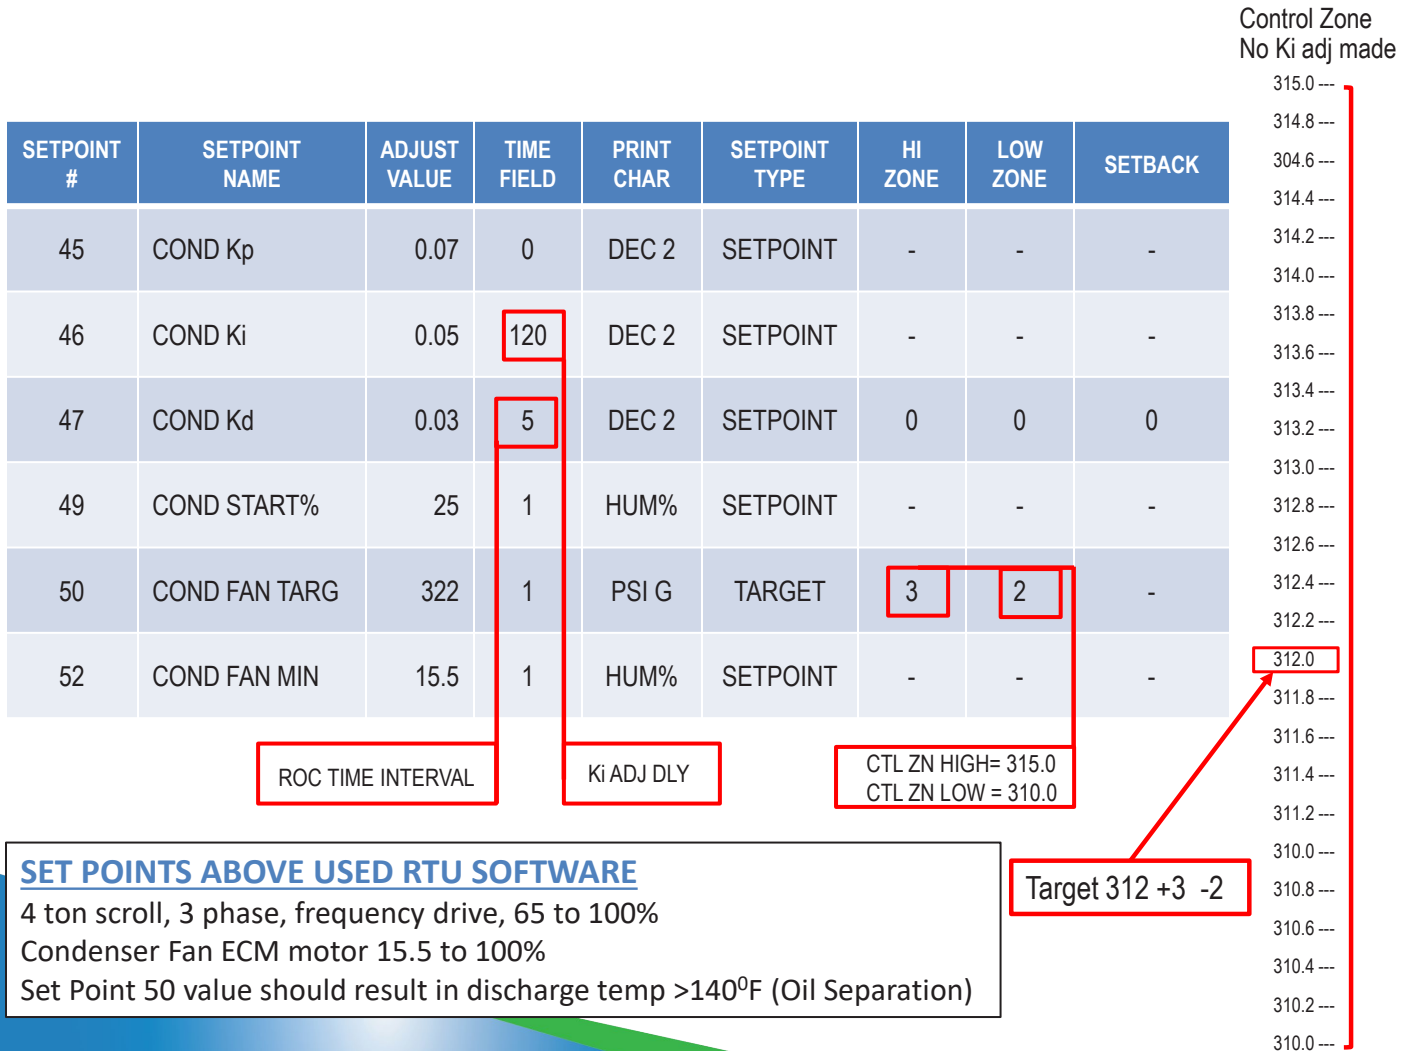 Control Zone
No Ki adj made
SETPOINT # SETPOINT NAME ADJUST VALUE TIME FIELD PRINT CHAR SETPOINT TYPE HI ZONE LOW ZONE SETBACK
45 COND Kp 0.07 0 DEC 2 SETPOINT - - -
46 COND Ki 0.05 120 DEC 2 SETPOINT - - -
47 COND Kd 0.03 5 DEC 2 SETPOINT 0 0 0
49 COND START% 25 1 HUM% SETPOINT - - -
50 COND FAN TARG 322 1 PSI G TARGET 3 2 -
52 COND FAN MIN 15.5 1 HUM% SETPOINT - - -
ROC TIME INTERVAL
Ki ADJ DLY
CTL ZN HIGH= 315.0
CTL ZN LOW = 310.0
315.0 ---
314.8 ---
304.6 ---
314.4 ---
314.2 ---
314.0 ---
313.8 ---
313.6 ---
313.4 ---
313.2 ---
313.0 ---
312.8 ---
312.6 ---
312.4 ---
312.2 ---
312.0
311.8 ---
311.6 ---
311.4 ---
311.2 ---
310.0 ---
310.8 ---
310.6 ---
310.4 ---
310.2 ---
310.0 ---
Target 312 +3 -2
SET POINTS ABOVE USED RTU SOFTWARE
4 ton scroll, 3 phase, frequency drive, 65 to 100%
Condenser Fan ECM motor 15.5 to 100%
Set Point 50 value should result in discharge temp >140⁰F (Oil Separation)